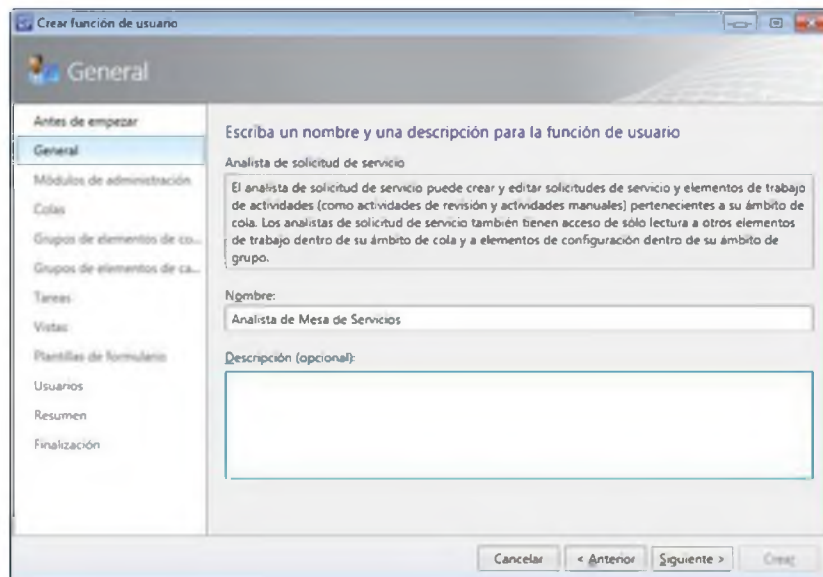 Crear función de usuario
General
Antes de empezar
General
Módulos de administración
Colas
Grupos de elementos de co...
Grupos de elementos de ca...
Tareas
Vistas
Plantillas de formulario
Usuarios
Resumen
Finalización
Escriba un nombre y una descripción para la función de usuario
Analista de solicitud de servicio
El analista de solicitud de servicio puede crear y editar solicitudes de servicio y elementos de trabajo
de actividades (como actividades de revisión y actividades manuales) pertenecientes a su ámbito de
cola. Los analistas de solicitud de servicio también tienen acceso de sólo lectura a otros elementos
de trabajo dentro de su ámbito de cola y a elementos de configuración dentro de su ámbito de
grupo.
Nombre:
Analista de Mesa de Servicios
Descripción (opcional):
Cancelar
< Anterior
Siguiente >
Crear